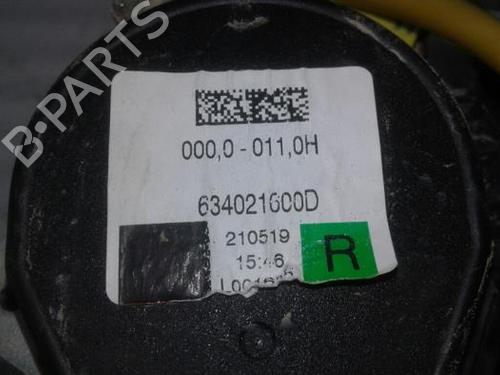 B-PARTS
000,0 - 011,0H
634021600D
210519
15:46
R